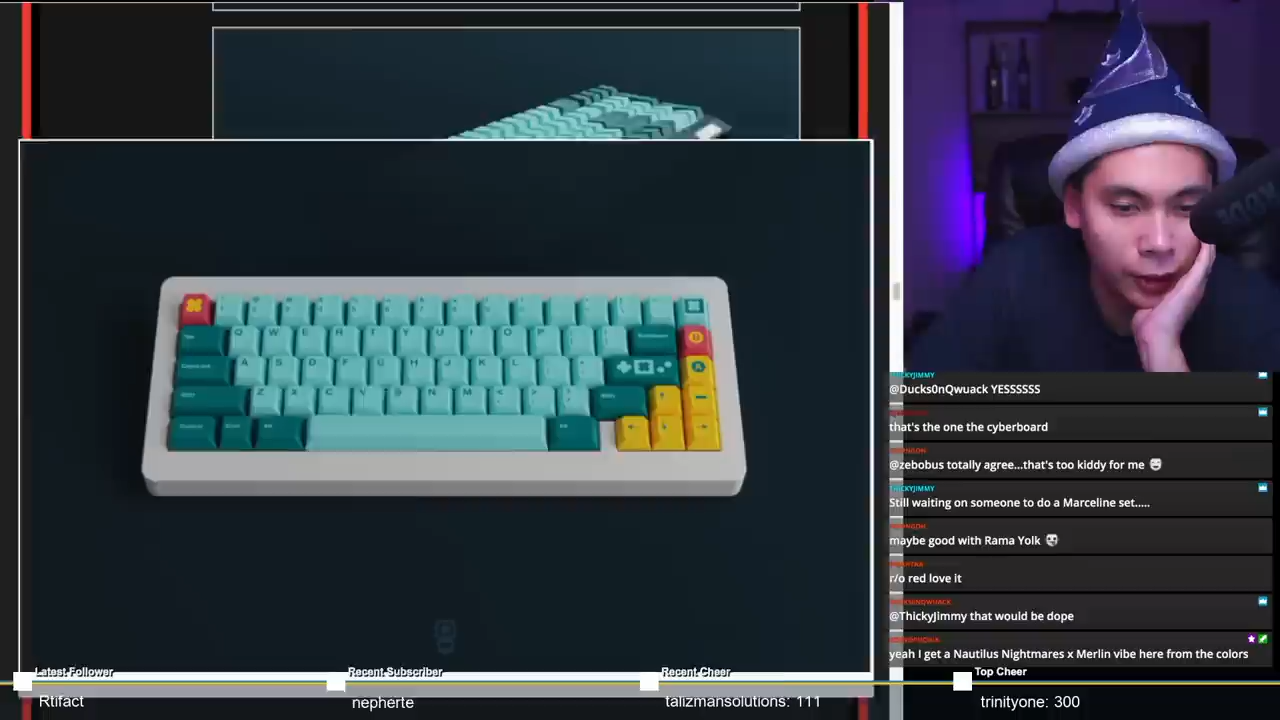 Q W E R T Y U I O P
A S D F G H J K L
Z X C V B N M
B
A
@Ducks0nQwuack YESSSSSS
that's the one the cyberboard
@zebobus totally agree...that's too kiddy for me
THICKYJIMMY
Still waiting on someone to do a Marceline set.....
maybe good with Rama Yolk
r/o red love it
@ThickyJimmy that would be dope
yeah I get a Nautilus Nightmares x Merlin vibe here from the colors
Latest Follower
Recent Subscriber
Recent Cheer
Top Cheer
Rtifact
nepherte
talizmansolutions: 111
trinityone: 300